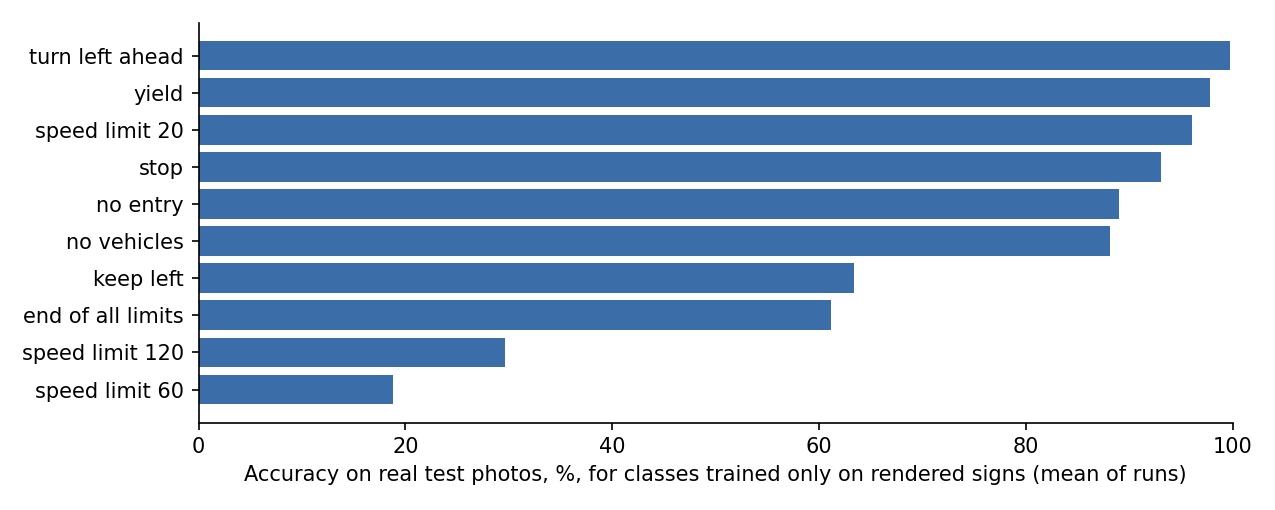 turn left ahead
yield
speed limit 20
stop
no entry
no vehicles
keep left
end of all limits
speed limit 120
speed limit 60
0 20 40 60 80 100
Accuracy on real test photos, %, for classes trained only on rendered signs (mean of runs)